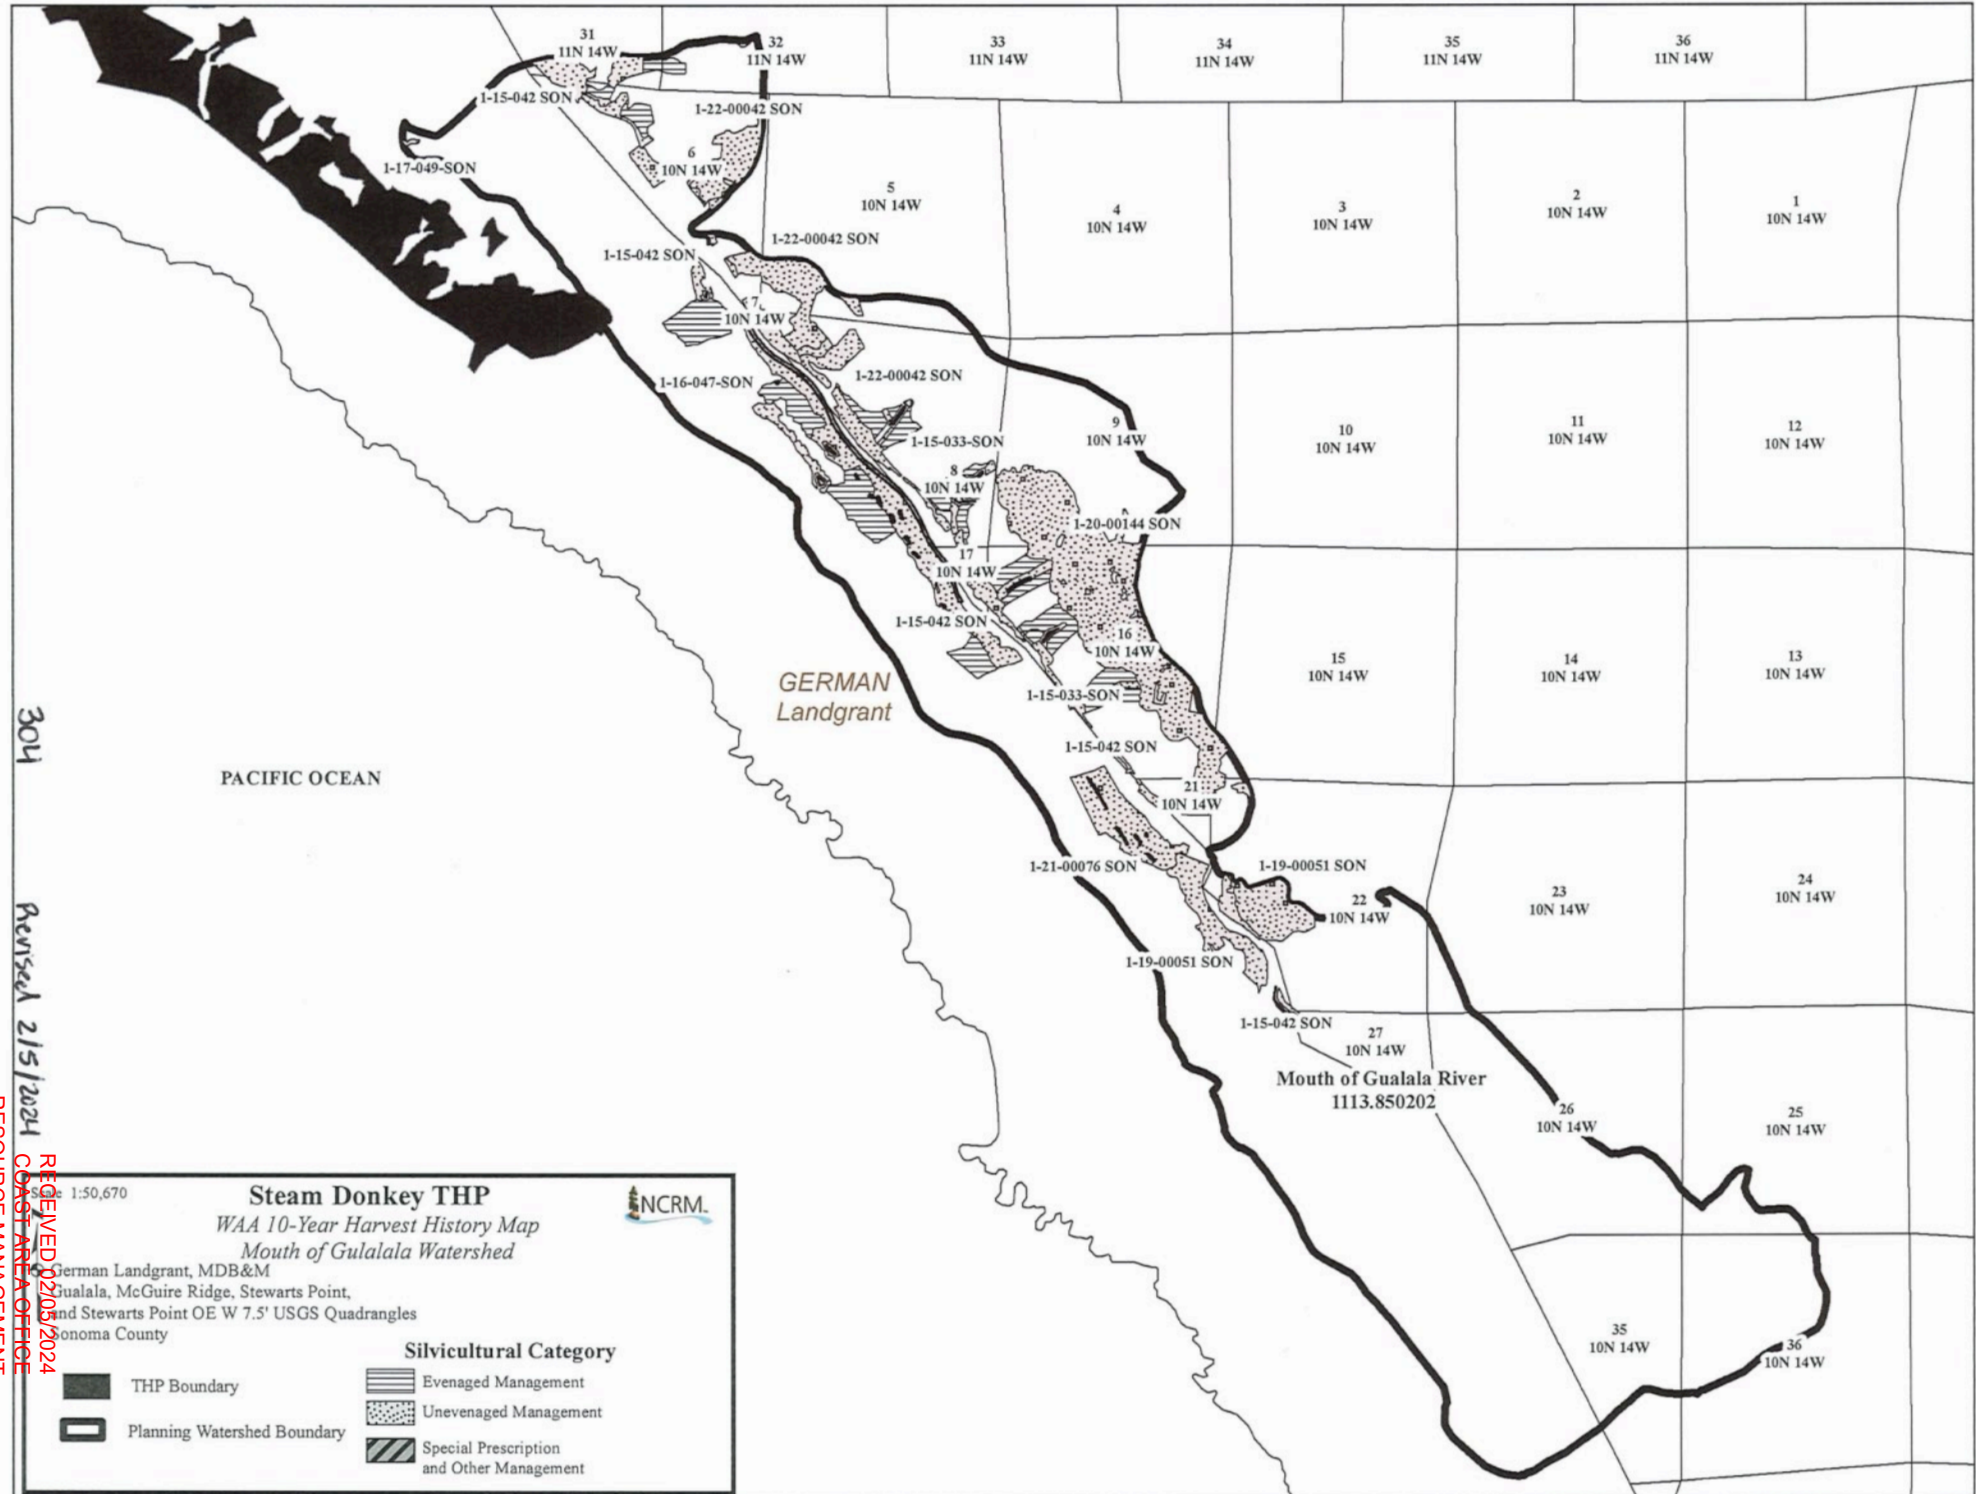 31
11N 14W
32
11N 14W
33
11N 14W
34
11N 14W
35
11N 14W
36
11N 14W
1-15-042 SON
1-22-00042 SON
1-17-049-SON
6
10N 14W
5
10N 14W
4
10N 14W
3
10N 14W
2
10N 14W
1
10N 14W
1-22-00042 SON
1-15-042 SON
7
10N 14W
1-16-047-SON
1-22-00042 SON
1-15-033-SON
9
10N 14W
10
10N 14W
11
10N 14W
12
10N 14W
8
10N 14W
1-20-00144 SON
17
10N 14W
1-15-042 SON
16
10N 14W
15
10N 14W
14
10N 14W
13
10N 14W
GERMAN
Landgrant
1-15-033-SON
1-15-042 SON
PACIFIC OCEAN
21
10N 14W
1-21-00076 SON
1-19-00051 SON
22
10N 14W
23
10N 14W
24
10N 14W
1-19-00051 SON
1-15-042 SON
27
10N 14W
Mouth of Gualala River
1113.850202
26
10N 14W
25
10N 14W
35
10N 14W
36
10N 14W
304
Revised 2/5/2024
RECEIVED 02/05/2024
COAST AREA OFFICE
RESOURCE MANAGEMENT
Scale 1:50,670
Steam Donkey THP
NCRM
WAA 10-Year Harvest History Map
Mouth of Gulalala Watershed
German Landgrant, MDB&M
Gualala, McGuire Ridge, Stewarts Point,
and Stewarts Point OE W 7.5' USGS Quadrangles
Sonoma County
Silvicultural Category
THP Boundary
Evenaged Management
Unevenaged Management
Planning Watershed Boundary
Special Prescription
and Other Management